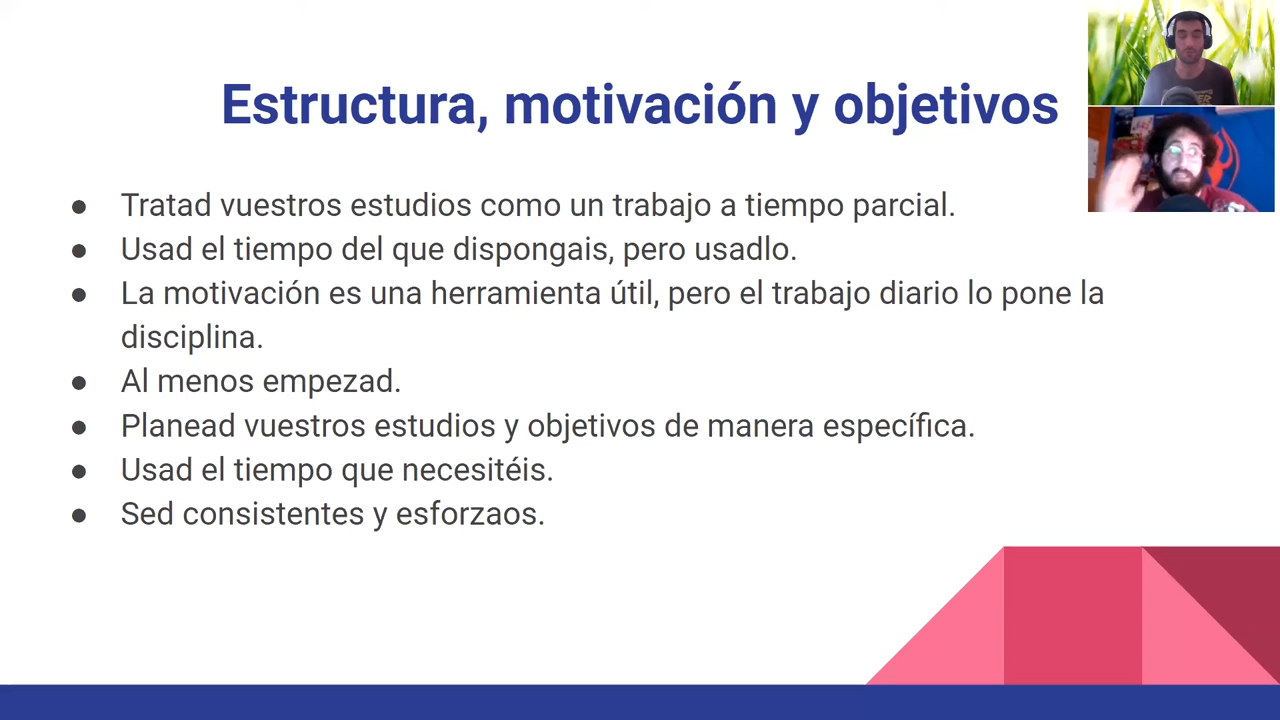 Estructura, motivación y objetivos
● Tratad vuestros estudios como un trabajo a tiempo parcial.
● Usad el tiempo del que dispongais, pero usadlo.
● La motivación es una herramienta útil, pero el trabajo diario lo pone la
disciplina.
● Al menos empezad.
● Planead vuestros estudios y objetivos de manera específica.
● Usad el tiempo que necesitéis.
● Sed consistentes y esforzaos.